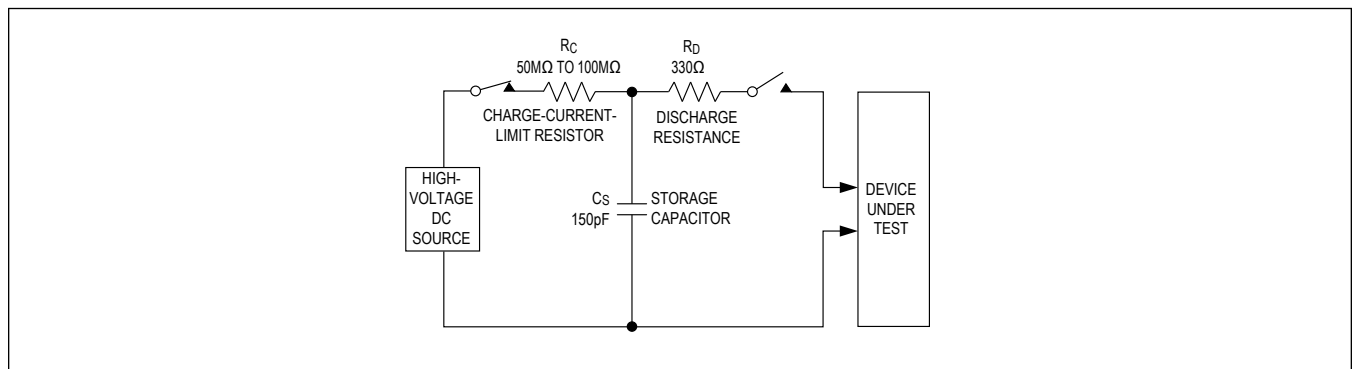 RC
50MΩ TO 100MΩ
CHARGE-CURRENT-
LIMIT RESISTOR
RD
330Ω
DISCHARGE
RESISTANCE
HIGH-
VOLTAGE
DC
SOURCE
CS
150pF
STORAGE
CAPACITOR
DEVICE
UNDER
TEST